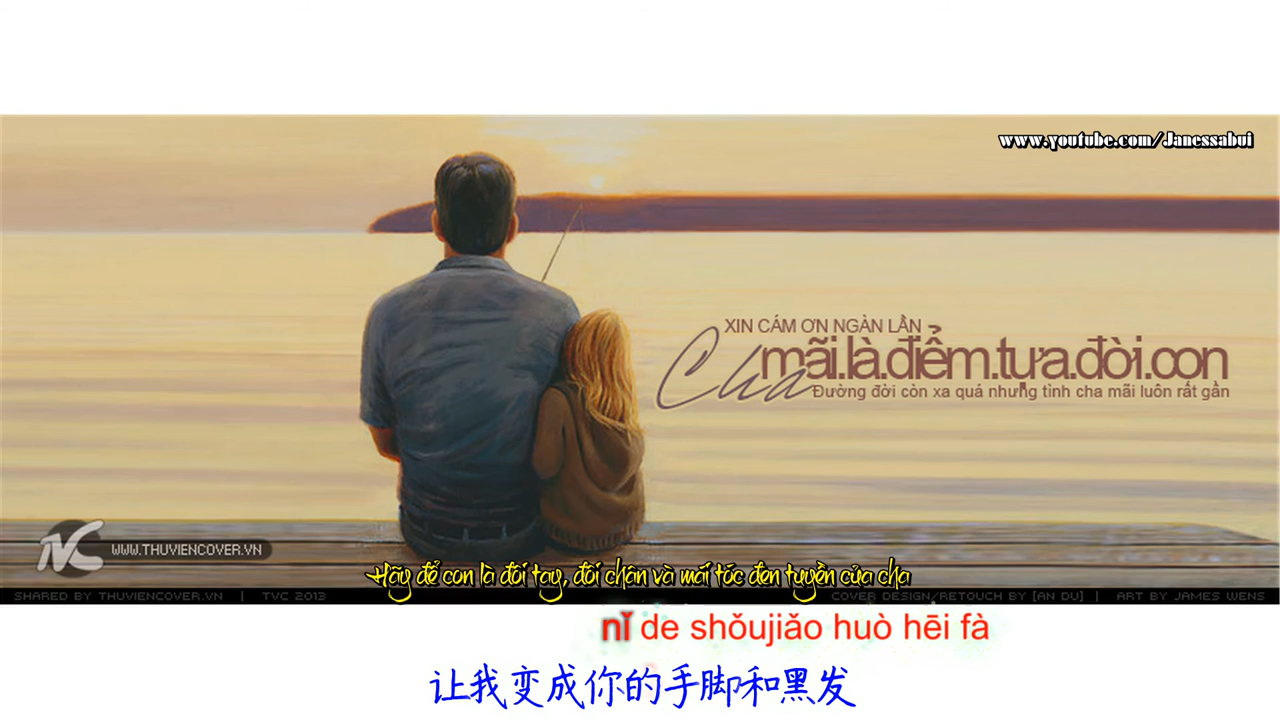 www.youtube.com/Janessabui
XIN CÁM ƠN NGÀN LẦN
Cha mãi.là.điểm.tựa.đời.con
Đường đời còn xa quá nhưng tình cha mãi luôn rất gần
TVC WWW.THUVIENCOVER.VN
Hãy để con là đôi tay, đôi chân và mái tóc đen tuyền của cha
SHARED BY THUVIENCOVER.VN | TVC 2013
COVER DESIGN/RETOUCH BY [AN DU] | ART BY JAMES WENS
nǐ de shǒujiǎo huò hēi fà
让我变成你的手脚和黑发